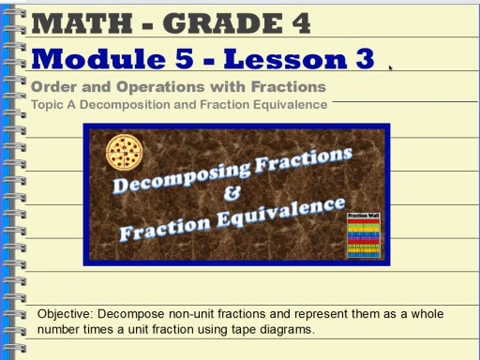 MATH - GRADE 4
Module 5 - Lesson 3
Order and Operations with Fractions
Topic A Decomposition and Fraction Equivalence
Decomposing Fractions
&
Fraction Equivalence
Fraction Wall
Objective: Decompose non-unit fractions and represent them as a whole
number times a unit fraction using tape diagrams.